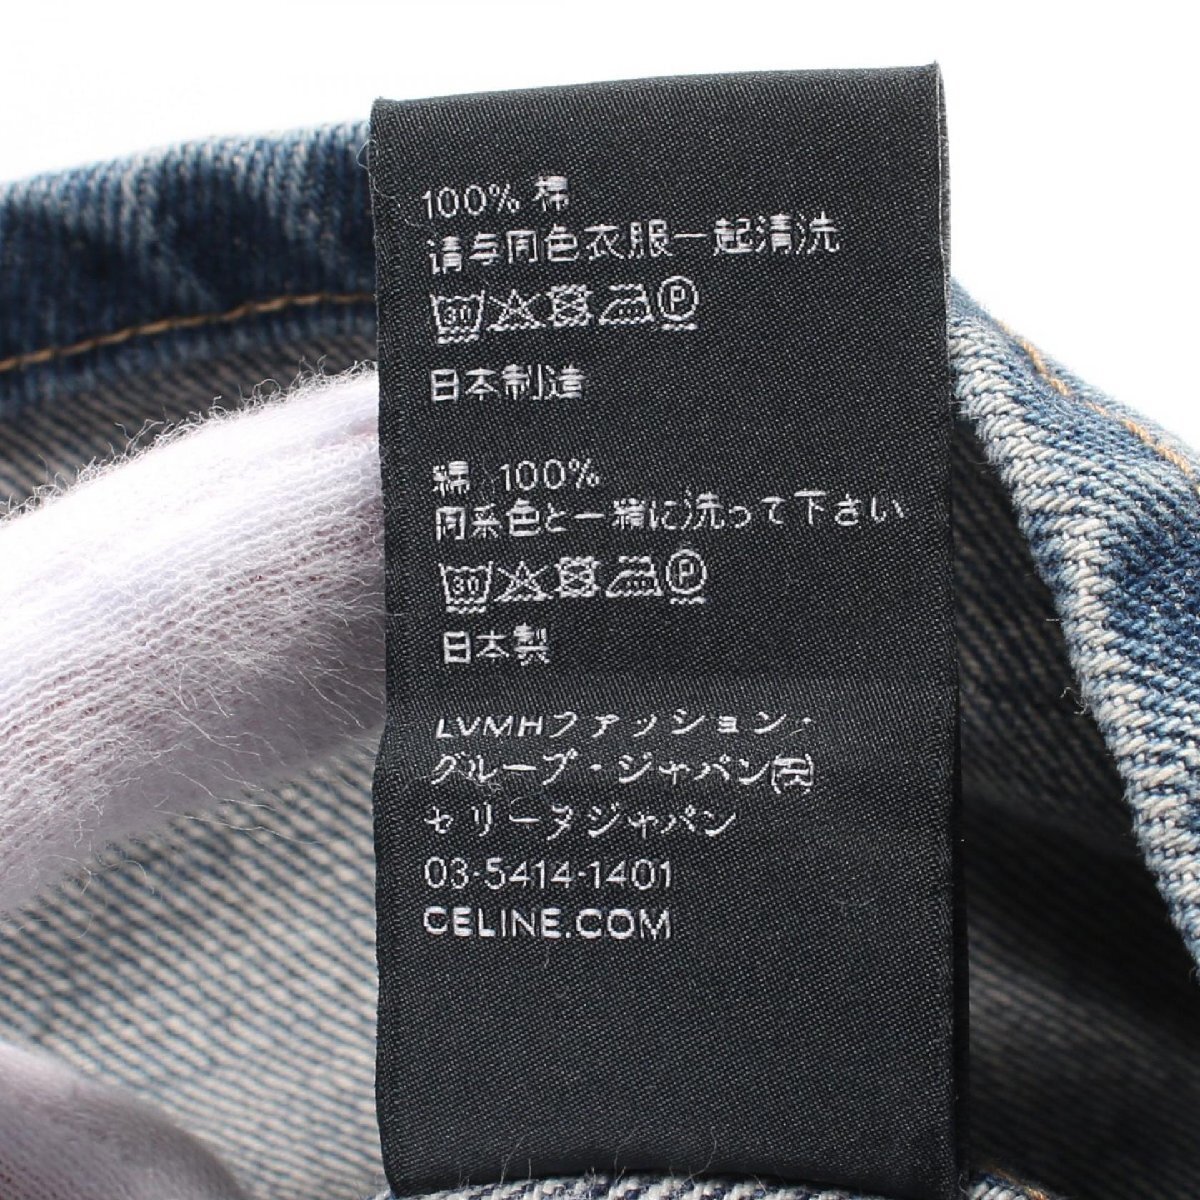 100% 棉
请与同色衣服一起清洗
30 P
日本制造
綿 100%
同系色と一緒に洗って下さい
30 P
日本製
LVMHファッション・
グループ・ジャパン㈱
セリーヌジャパン
03-5414-1401
CELINE.COM